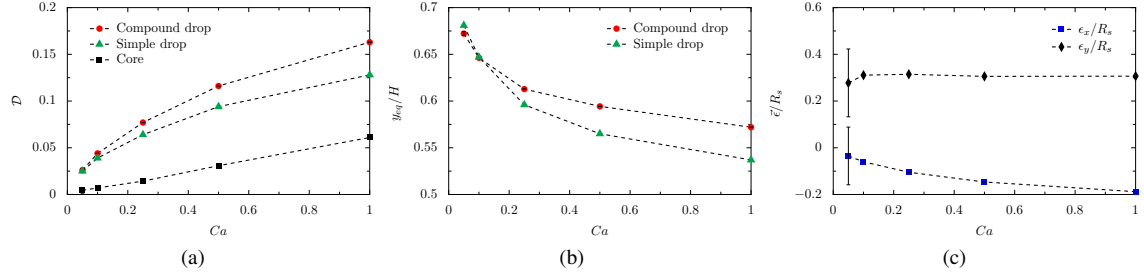 0.2
0.15
0.1
0.05
0
𝒟
Compound drop
Simple drop
Core
0 0.2 0.4 0.6 0.8 1
Ca
(a)
0.7
0.65
0.6
0.55
0.5
y_eq/H
Compound drop
Simple drop
0 0.2 0.4 0.6 0.8 1
Ca
(b)
0.6
0.4
0.2
0
−0.2
ε⃗/R_s
ϵ_x/R_s
ϵ_y/R_s
0 0.2 0.4 0.6 0.8 1
Ca
(c)